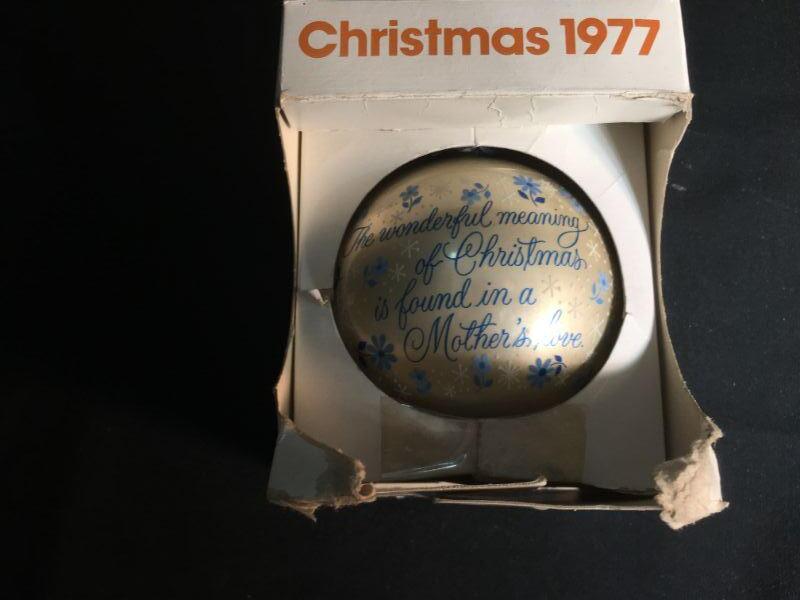 Christmas 1977
The wonderful meaning
of Christmas
is found in a
Mother's love.